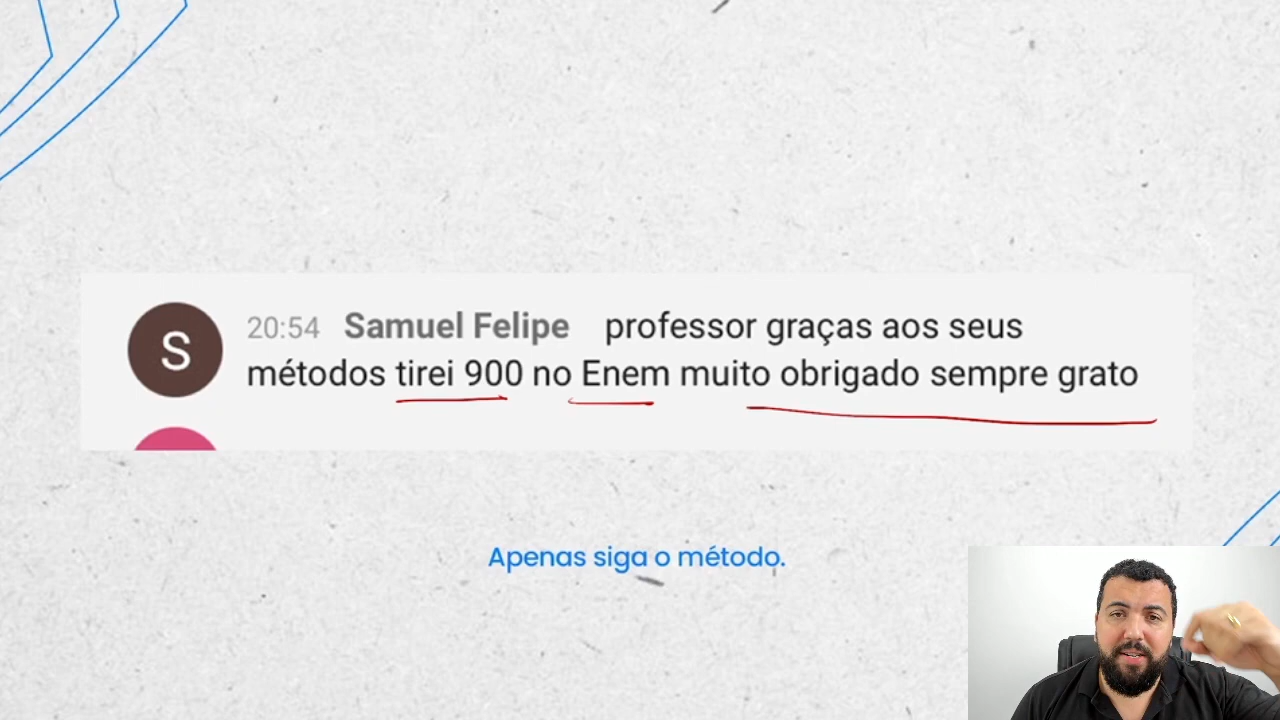 S
20:54 Samuel Felipe professor graças aos seus
métodos tirei 900 no Enem muito obrigado sempre grato
Apenas siga o método.